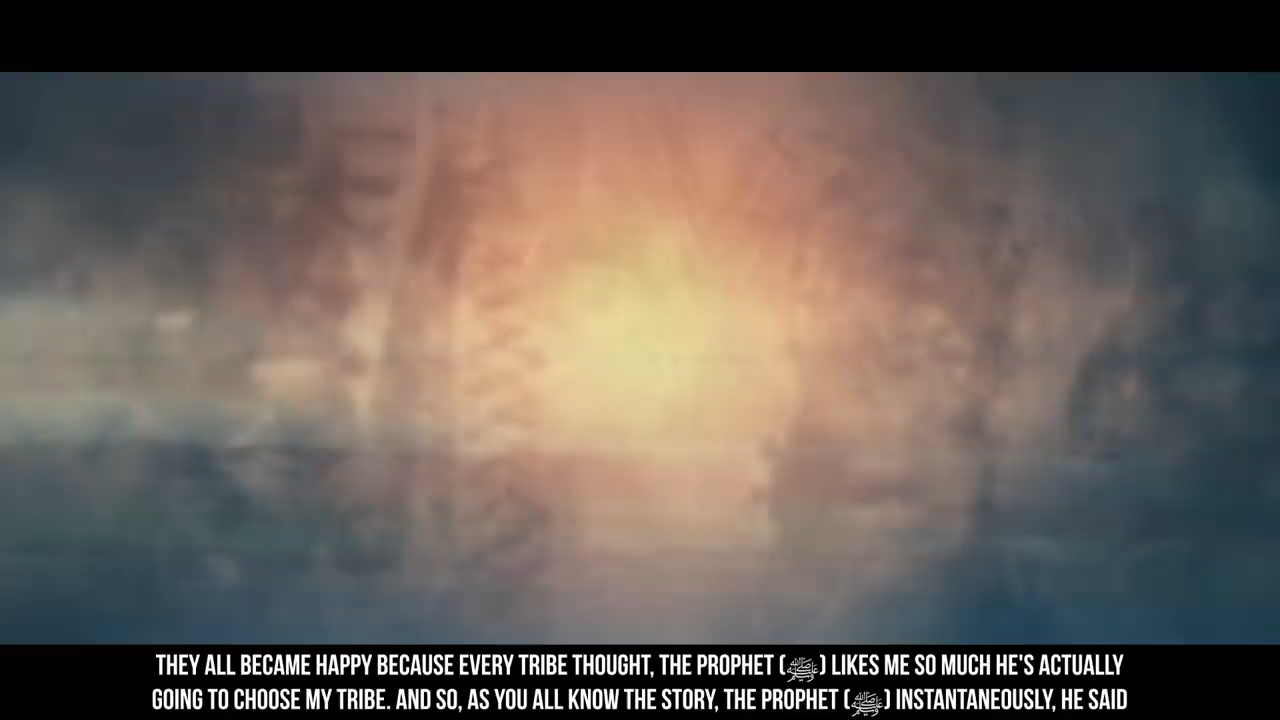 THEY ALL BECAME HAPPY BECAUSE EVERY TRIBE THOUGHT, THE PROPHET (ﷺ) LIKES ME SO MUCH HE'S ACTUALLY
GOING TO CHOOSE MY TRIBE. AND SO, AS YOU ALL KNOW THE STORY, THE PROPHET (ﷺ) INSTANTANEOUSLY, HE SAID